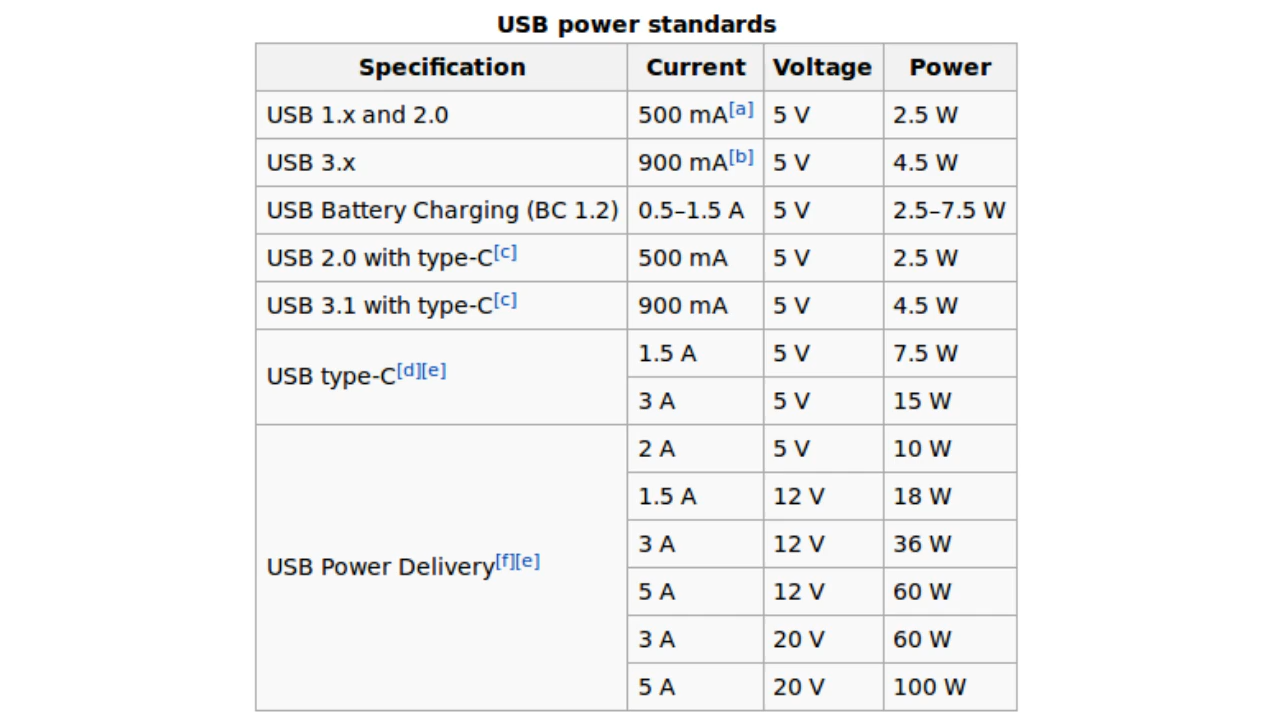 USB power standards
Specification Current Voltage Power
USB 1.x and 2.0 500 mA[a] 5 V 2.5 W
USB 3.x 900 mA[b] 5 V 4.5 W
USB Battery Charging (BC 1.2) 0.5–1.5 A 5 V 2.5–7.5 W
USB 2.0 with type-C[c] 500 mA 5 V 2.5 W
USB 3.1 with type-C[c] 900 mA 5 V 4.5 W
USB type-C[d][e] 1.5 A 5 V 7.5 W
3 A 5 V 15 W
USB Power Delivery[f][e] 2 A 5 V 10 W
1.5 A 12 V 18 W
3 A 12 V 36 W
5 A 12 V 60 W
3 A 20 V 60 W
5 A 20 V 100 W